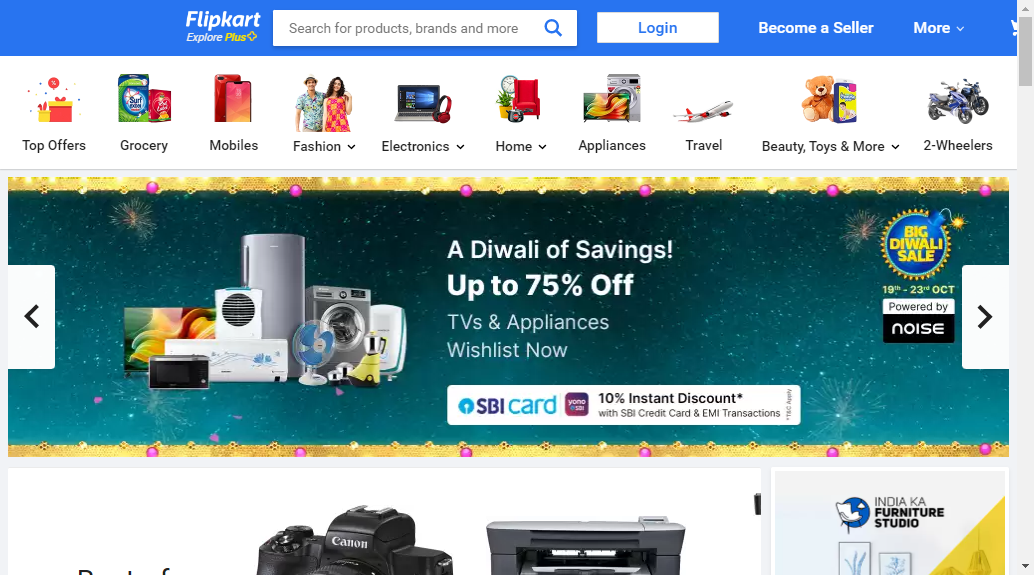 Flipkart
Explore Plus
Search for products, brands and more
Login
Become a Seller
More
Top Offers
Grocery
Mobiles
Fashion
Electronics
Home
Appliances
Travel
Beauty, Toys & More
2-Wheelers
A Diwali of Savings!
Up to 75% Off
TVs & Appliances
Wishlist Now
SBI card
yono
SBI
10% Instant Discount*
with SBI Credit Card & EMI Transactions
*T&C Apply
BIG
DIWALI
SALE
19th - 23rd OCT
Powered by
noise
Canon
INDIA KA
FURNITURE
STUDIO